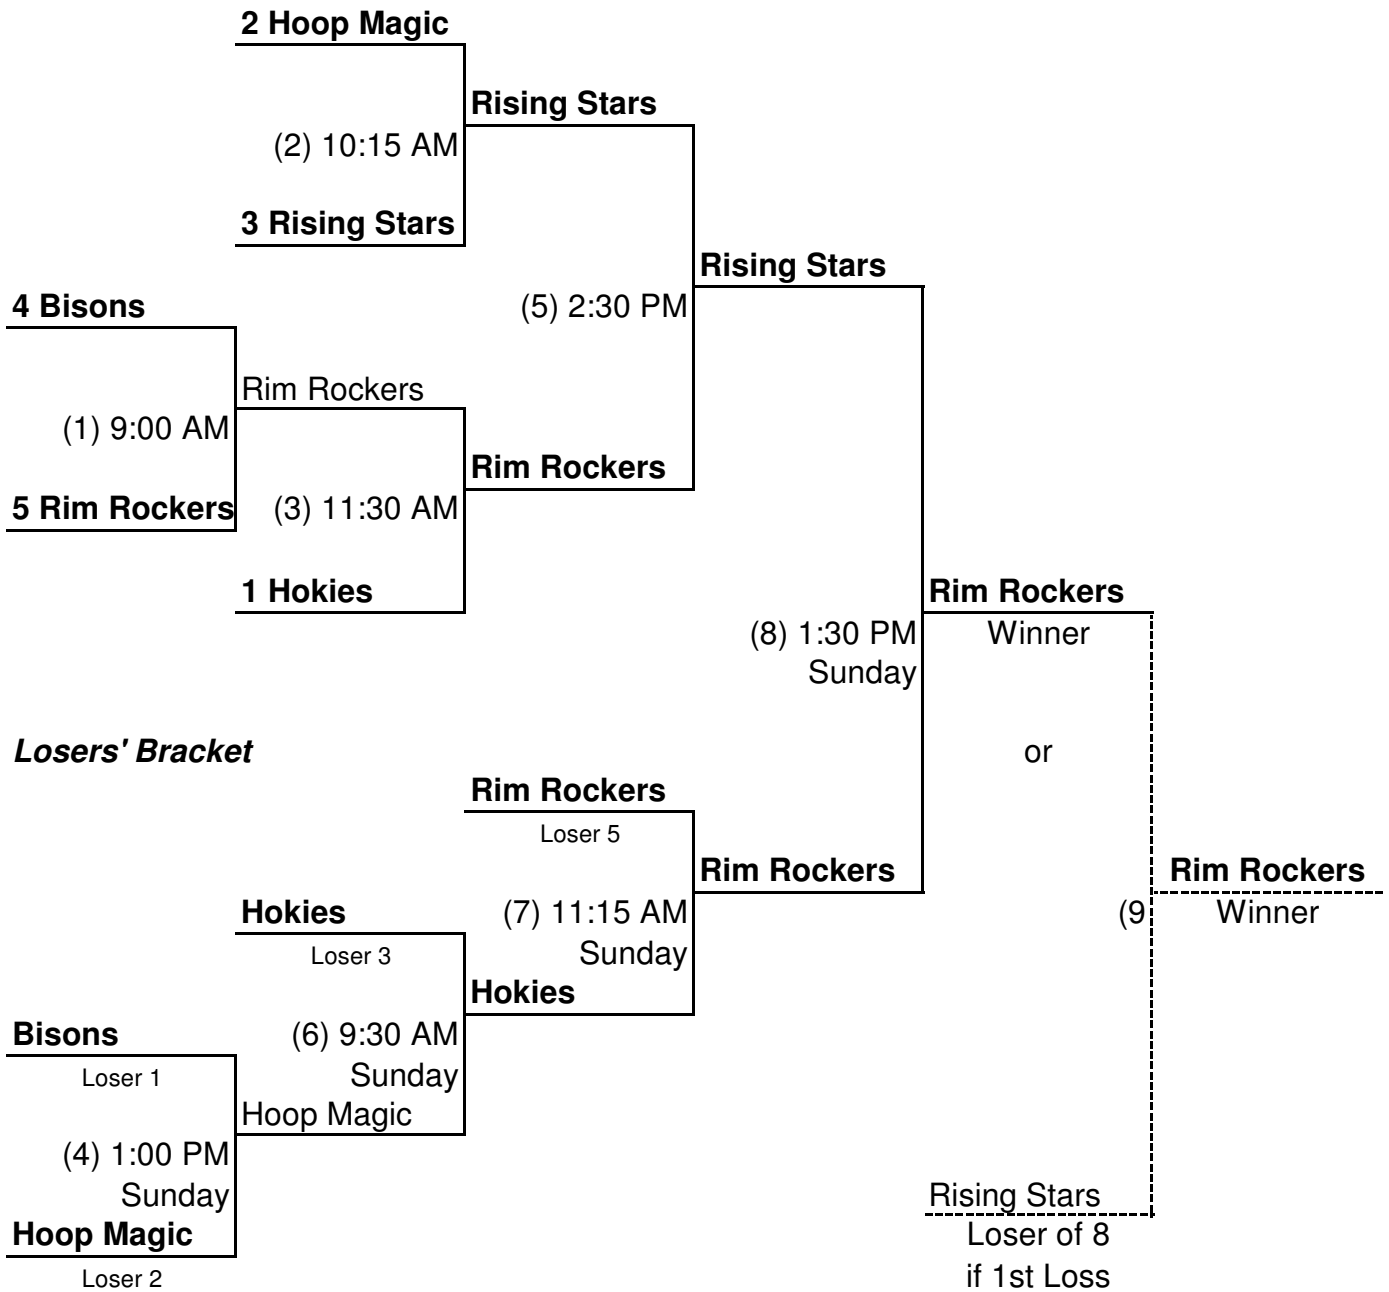 2 Hoop Magic
Rising Stars
(2) 10:15 AM
3 Rising Stars
Rising Stars
4 Bisons
(5) 2:30 PM
Rim Rockers
(1) 9:00 AM
Rim Rockers
5 Rim Rockers
(3) 11:30 AM
1 Hokies
Rim Rockers
(8) 1:30 PM
Winner
Sunday
Losers' Bracket
or
Rim Rockers
Loser 5
Rim Rockers
Rim Rockers
Hokies
(7) 11:15 AM
(9
Winner
Loser 3
Sunday
Hokies
Bisons
(6) 9:30 AM
Loser 1
Sunday
Hoop Magic
(4) 1:00 PM
Sunday
Rising Stars
Hoop Magic
Loser of 8
Loser 2
if 1st Loss